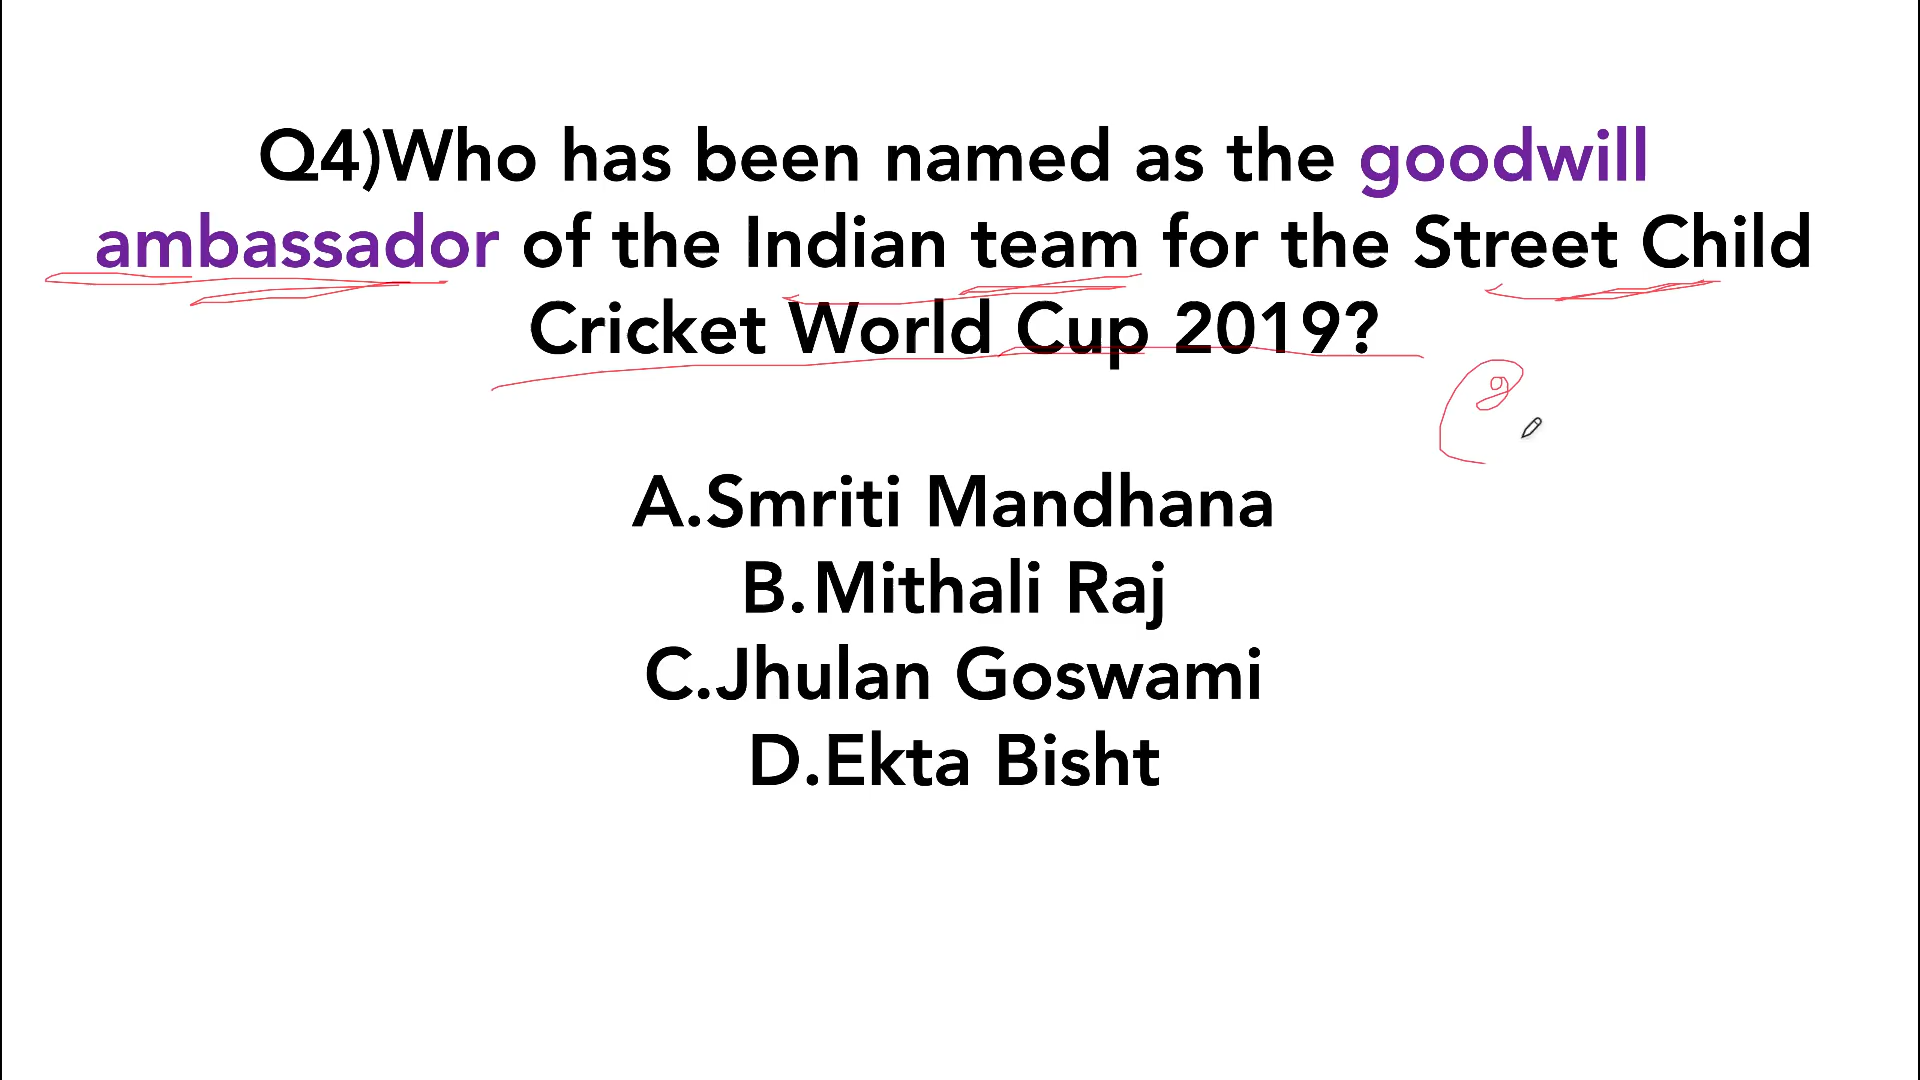 Q4)Who has been named as the goodwill
ambassador of the Indian team for the Street Child
Cricket World Cup 2019?
A.Smriti Mandhana
B.Mithali Raj
C.Jhulan Goswami
D.Ekta Bisht